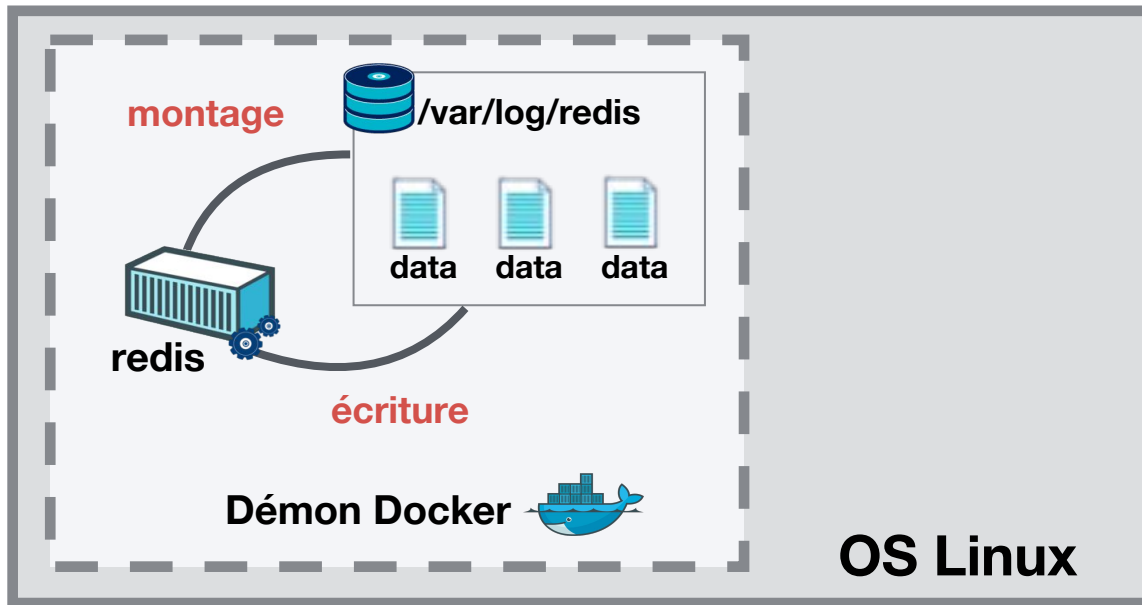 montage
/var/log/redis
data data data
redis
écriture
Démon Docker
OS Linux